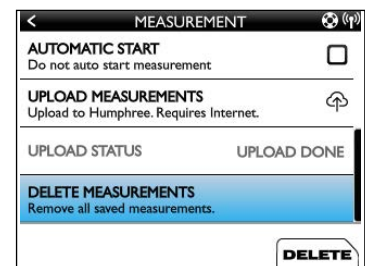 < MEASUREMENT
AUTOMATIC START
Do not auto start measurement
UPLOAD MEASUREMENTS
Upload to Humphree. Requires Internet.
UPLOAD STATUS UPLOAD DONE
DELETE MEASUREMENTS
Remove all saved measurements.
DELETE